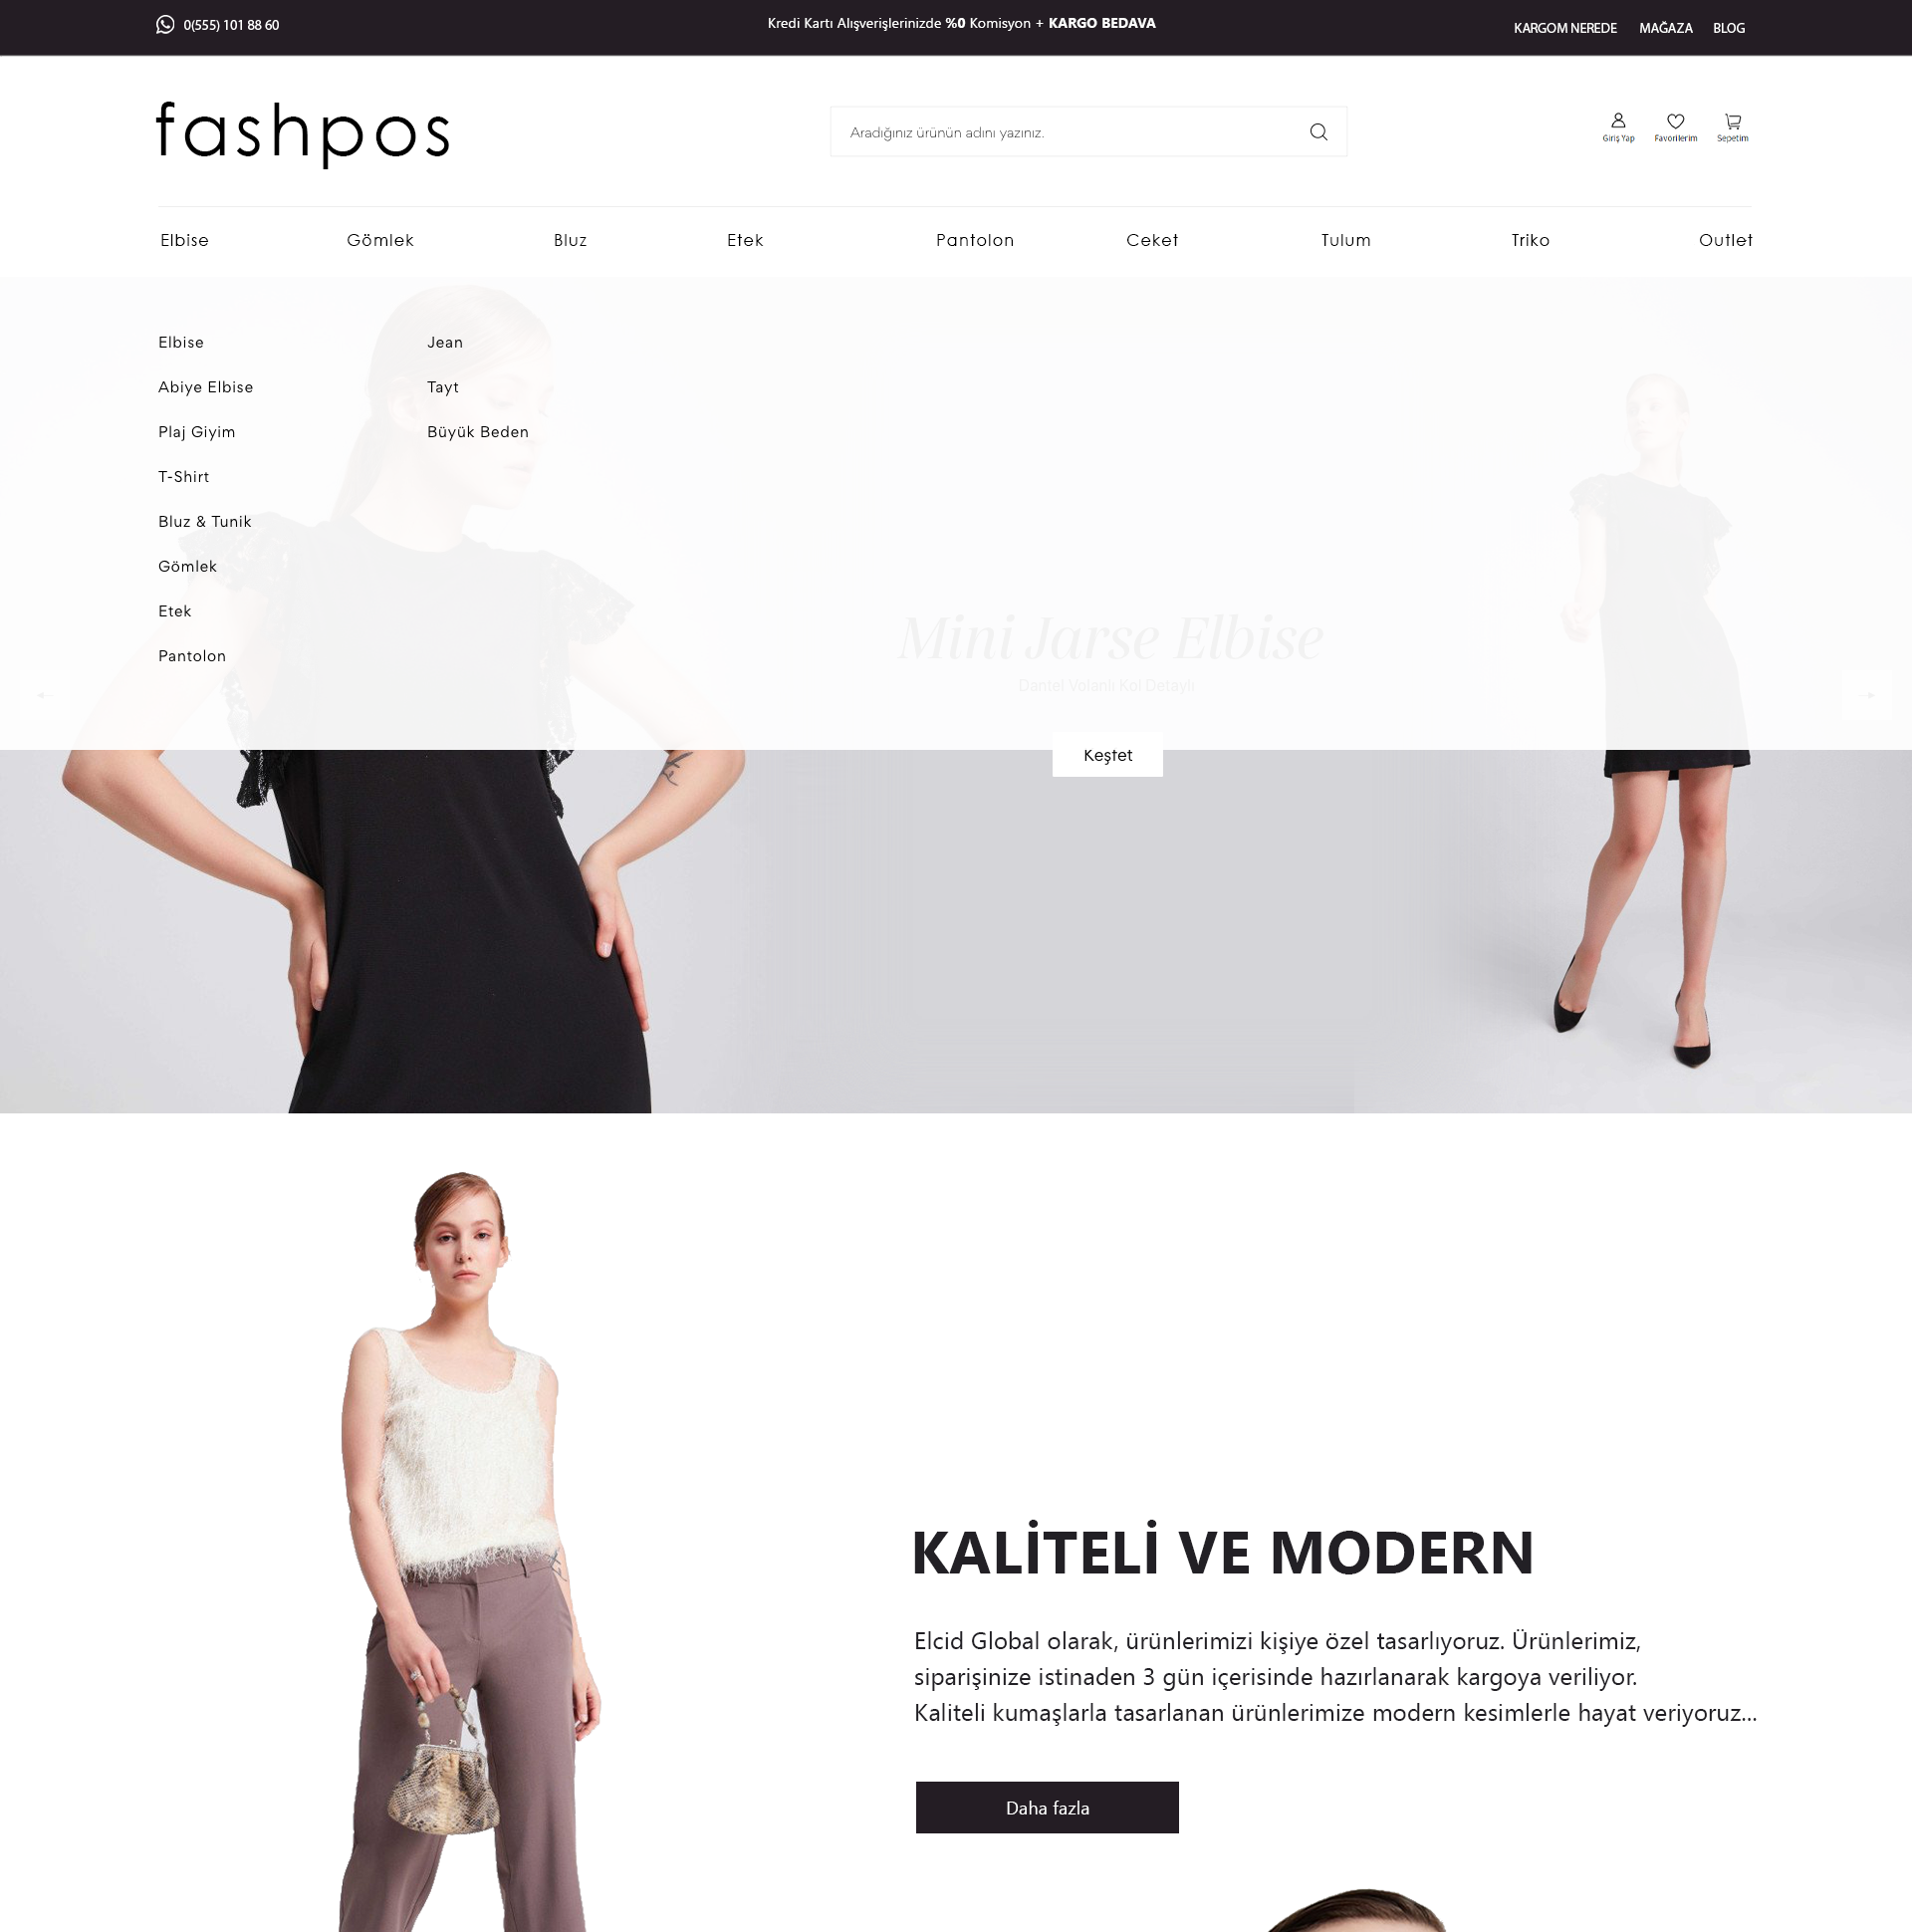 0(555) 101 88 60
Kredi Kartı Alışverişlerinizde %0 Komisyon + KARGO BEDAVA
KARGOM NEREDE MAĞAZA BLOG
fashpos
Aradığınız ürünün adını yazınız.
Giriş Yap Favorilerim Sepetim
Elbise Gömlek Bluz Etek Pantolon Ceket Tulum Triko Outlet
Elbise
Abiye Elbise
Plaj Giyim
T-Shirt
Bluz & Tunik
Gömlek
Etek
Pantolon
Jean
Tayt
Büyük Beden
Mini Jarse Elbise
Dantel Volanlı Kol Detaylı
Keştet
KALİTELİ VE MODERN
Elcid Global olarak, ürünlerimizi kişiye özel tasarlıyoruz. Ürünlerimiz,
siparişinize istinaden 3 gün içerisinde hazırlanarak kargoya veriliyor.
Kaliteli kumaşlarla tasarlanan ürünlerimize modern kesimlerle hayat veriyoruz...
Daha fazla